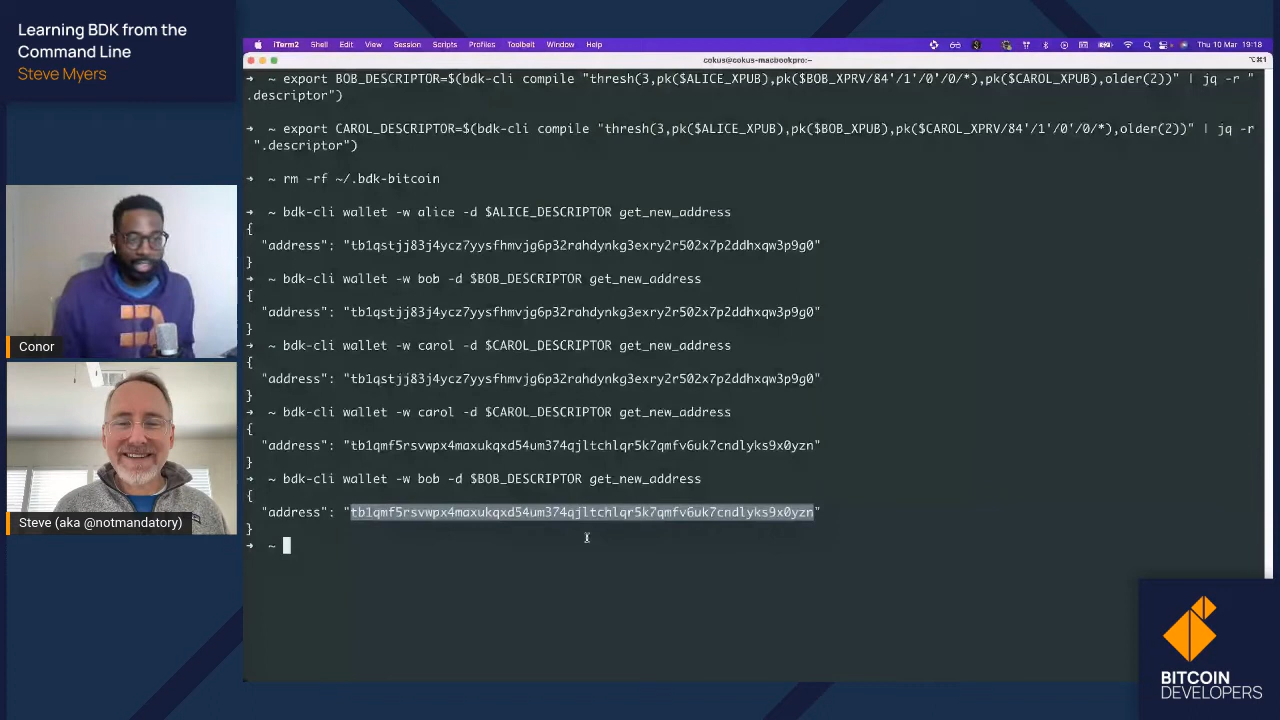 Learning BDK from the
Command Line
Steve Myers
iTerm2 Shell Edit View Session Scripts Profiles Toolbelt Window Help
Thu 10 Mar 19:18
cokus@cokus-macbookpro:~
⌥⌘1
➜  ~ export BOB_DESCRIPTOR=$(bdk-cli compile "thresh(3,pk($ALICE_XPUB),pk($BOB_XPRV/84'/1'/0'/0/*),pk($CAROL_XPUB),older(2))" | jq -r "
.descriptor")
➜  ~ export CAROL_DESCRIPTOR=$(bdk-cli compile "thresh(3,pk($ALICE_XPUB),pk($BOB_XPUB),pk($CAROL_XPRV/84'/1'/0'/0/*),older(2))" | jq -r
".descriptor")
➜  ~ rm -rf ~/.bdk-bitcoin
➜  ~ bdk-cli wallet -w alice -d $ALICE_DESCRIPTOR get_new_address
{
"address": "tb1qstjj83j4ycz7yysfhmvjg6p32rahdynkg3exry2r502x7p2ddhxqw3p9g0"
}
➜  ~ bdk-cli wallet -w bob -d $BOB_DESCRIPTOR get_new_address
{
"address": "tb1qstjj83j4ycz7yysfhmvjg6p32rahdynkg3exry2r502x7p2ddhxqw3p9g0"
}
➜  ~ bdk-cli wallet -w carol -d $CAROL_DESCRIPTOR get_new_address
{
"address": "tb1qstjj83j4ycz7yysfhmvjg6p32rahdynkg3exry2r502x7p2ddhxqw3p9g0"
}
➜  ~ bdk-cli wallet -w carol -d $CAROL_DESCRIPTOR get_new_address
{
"address": "tb1qmf5rsvwpx4maxukqxd54um374qjltchlqr5k7qmfv6uk7cndlyks9x0yzn"
}
➜  ~ bdk-cli wallet -w bob -d $BOB_DESCRIPTOR get_new_address
{
"address": "tb1qmf5rsvwpx4maxukqxd54um374qjltchlqr5k7qmfv6uk7cndlyks9x0yzn"
}
➜  ~
Conor
Steve (aka @notmandatory)
BITCOIN
DEVELOPERS